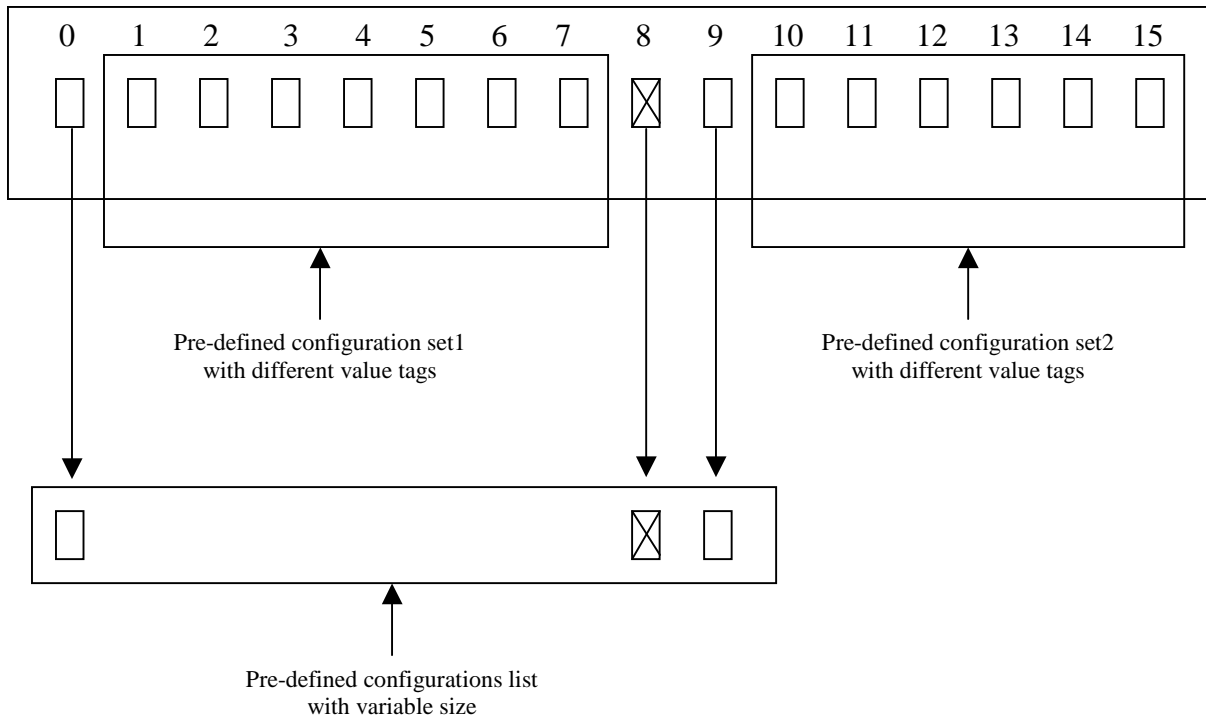 0 1 2 3 4 5 6 7 8 9 10 11 12 13 14 15
Pre-defined configuration set1
with different value tags
Pre-defined configuration set2
with different value tags
Pre-defined configurations list
with variable size